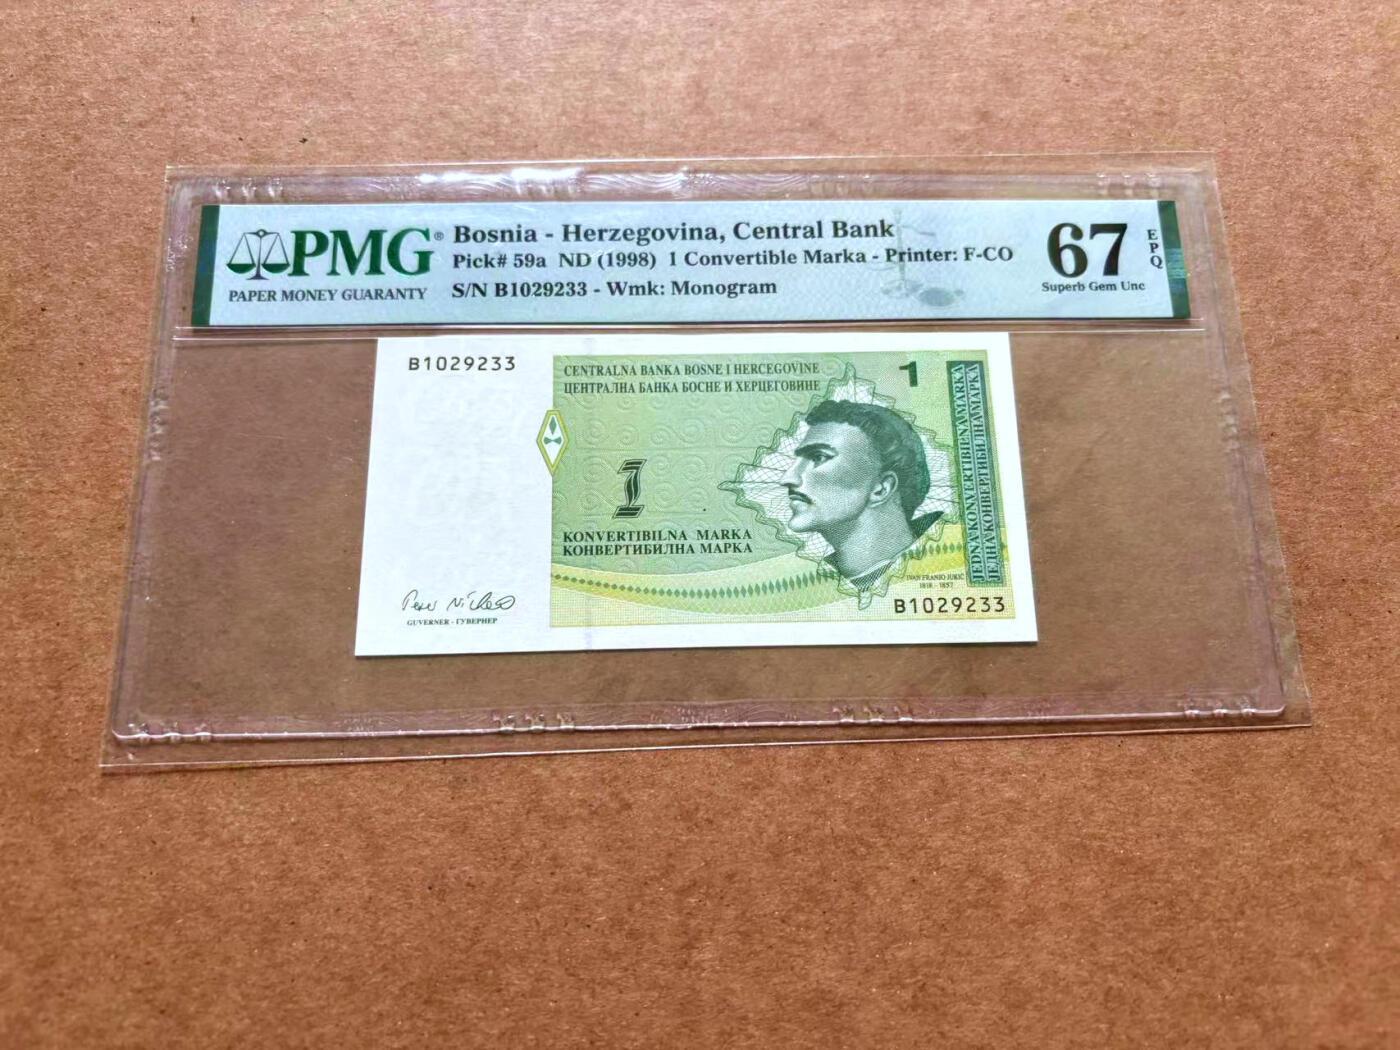 PMG®
PAPER MONEY GUARANTY
Bosnia - Herzegovina, Central Bank
Pick# 59a ND (1998) 1 Convertible Marka - Printer: F-CO
S/N B1029233 - Wmk: Monogram
67
EPQ
Superb Gem Unc
B1029233
CENTRALNA BANKA BOSNE I HERCEGOVINE
ЦЕНТРАЛНА БАНКА БОСНЕ И ХЕРЦЕГОВИНЕ
1
1
KONVERTIBILNA MARKA
КОНВЕРТИБИЛНА МАРКА
JEDNA KONVERTIBILNA MARKA
ЈЕДНА КОНВЕРТИБИЛНА МАРКА
IVAN FRANJO JUKIĆ
1818 - 1857
B1029233
GUVERNER - ГУВЕРНЕР